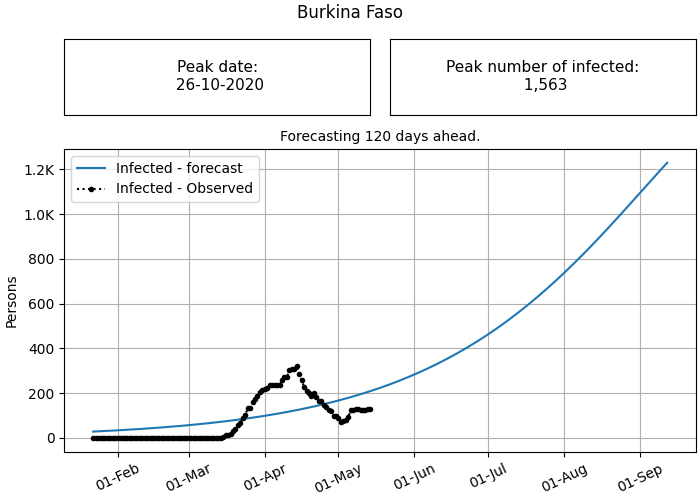 Burkina Faso
Peak date:
26-10-2020
Peak number of infected:
1,563
Forecasting 120 days ahead.
Infected - forecast
Infected - Observed
1.2K
1.0K
800
600
400
200
0
Persons
01-Feb
01-Mar
01-Apr
01-May
01-Jun
01-Jul
01-Aug
01-Sep